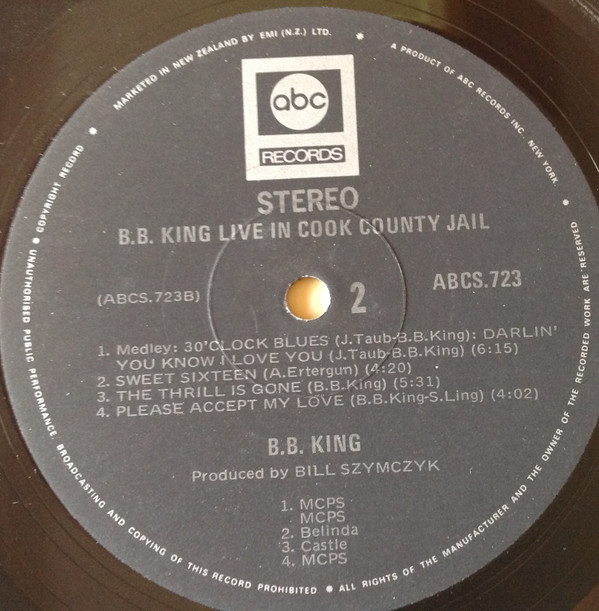 MARKETED IN NEW ZEALAND BY EMI (N.Z.) LTD. • A PRODUCT OF ABC RECORDS INC. NEW YORK •
abc
RECORDS
STEREO
B.B. KING LIVE IN COOK COUNTY JAIL
(ABCS.723B)
2
ABCS.723
1. Medley: 30'CLOCK BLUES (J.Taub-B.B.King): DARLIN'
YOU KNOW I LOVE YOU (J.Taub-B.B.King) (6:15)
2. SWEET SIXTEEN (A.Ertergun) (4:20)
3. THE THRILL IS GONE (B.B.King) (5:31)
4. PLEASE ACCEPT MY LOVE (B.B.King-S.Ling) (4:02)
B.B. KING
Produced by BILL SZYMCZYK
1. MCPS
MCPS
2. Belinda
3. Castle
4. MCPS
• COPYRIGHT RECORD • UNAUTHORISED PUBLIC PERFORMANCE, BROADCASTING AND COPYING OF THIS RECORD PROHIBITED • ALL RIGHTS OF THE MANUFACTURER AND THE OWNER OF THE RECORDED WORK ARE RESERVED